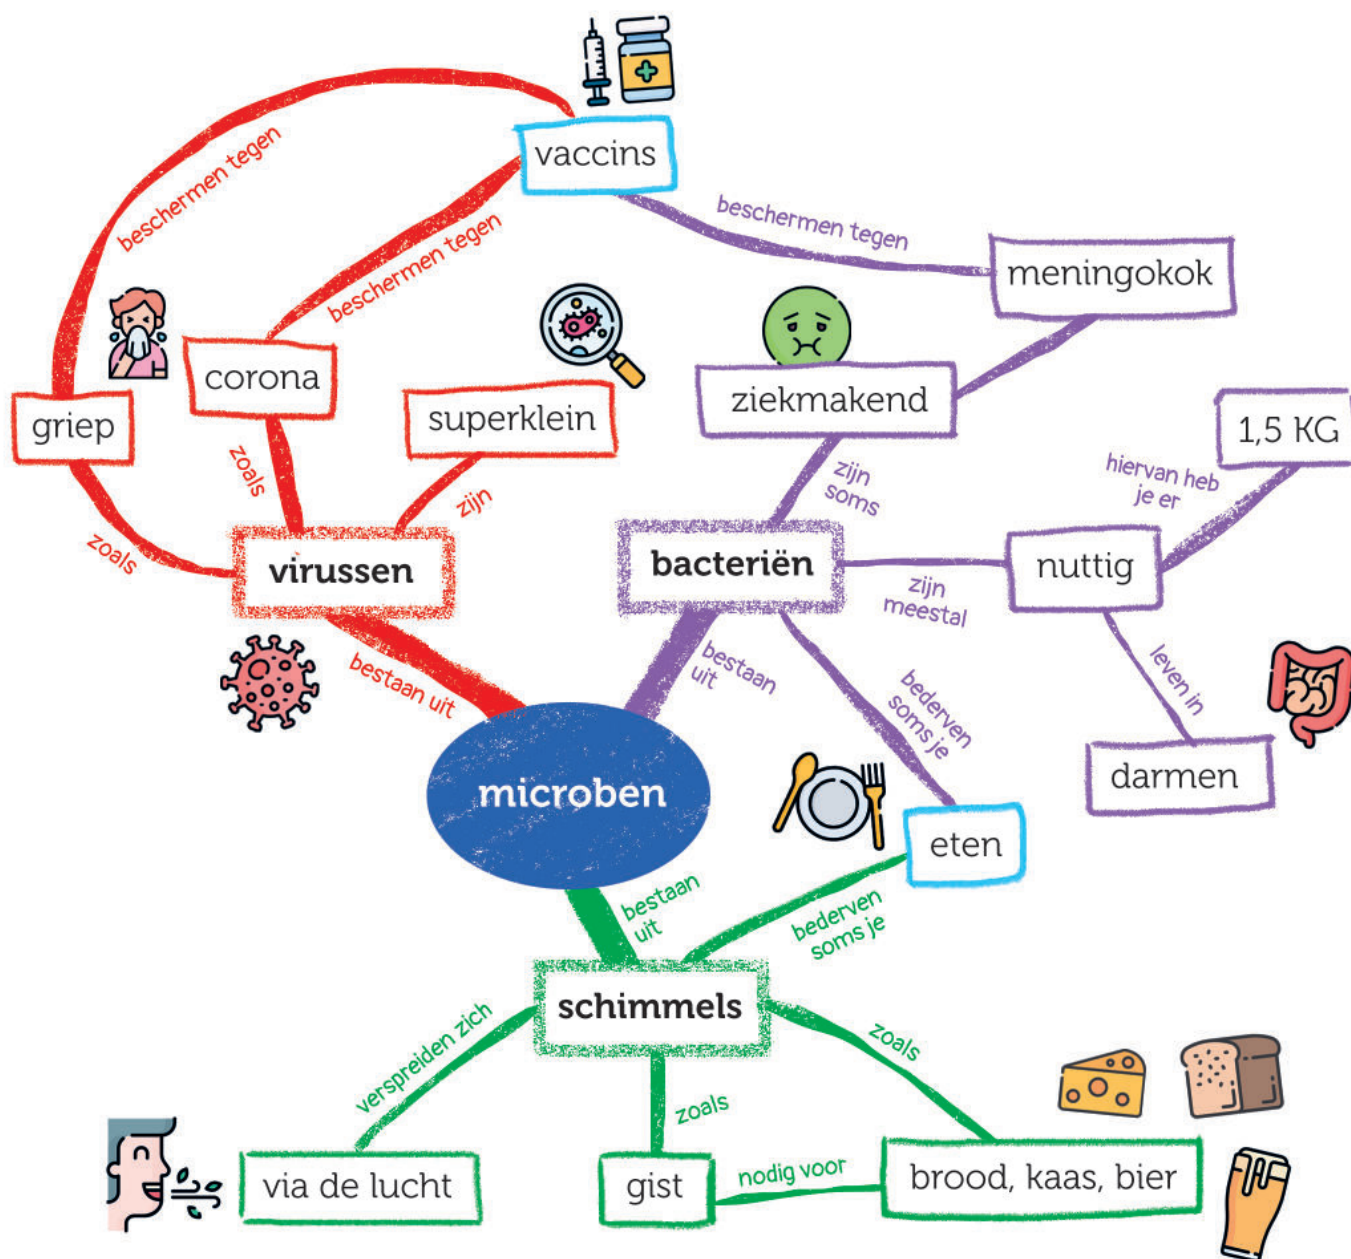 vaccins
beschermen tegen
beschermen tegen
beschermen tegen
meningokok
griep
corona
superklein
ziekmakend
1,5 KG
zoals
zoals
zijn
zijn
soms
hiervan heb
je er
virussen
bacteriën
zijn
meestal
nuttig
bestaan uit
bestaan
uit
bederven
soms je
leven in
darmen
microben
eten
bestaan
uit
bederven
soms je
schimmels
verspreiden zich
zoals
zoals
via de lucht
gist
nodig voor
brood, kaas, bier